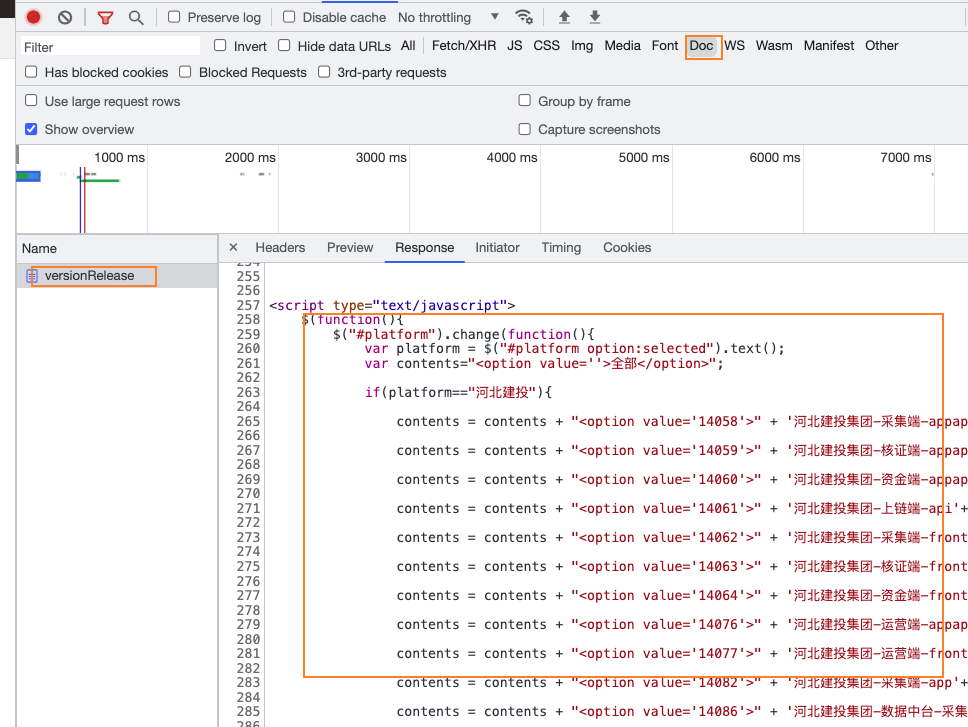 Preserve log Disable cache No throttling
Filter Invert Hide data URLs All Fetch/XHR JS CSS Img Media Font Doc WS Wasm Manifest Other
Has blocked cookies Blocked Requests 3rd-party requests
Use large request rows Group by frame
Show overview Capture screenshots
1000 ms 2000 ms 3000 ms 4000 ms 5000 ms 6000 ms 7000 ms
Name × Headers Preview Response Initiator Timing Cookies
versionRelease
254
255
256
257 <script type="text/javascript">
258 $(function(){
259 $("#platform").change(function(){
260 var platform = $("#platform option:selected").text();
261 var contents="<option value=''>全部</option>";
262
263 if(platform=="河北建投"){
264
265 contents = contents + "<option value='14058'>" + '河北建投集团-采集端-appap
266
267 contents = contents + "<option value='14059'>" + '河北建投集团-核证端-appap
268
269 contents = contents + "<option value='14060'>" + '河北建投集团-资金端-appap
270
271 contents = contents + "<option value='14061'>" + '河北建投集团-上链端-api'+
272
273 contents = contents + "<option value='14062'>" + '河北建投集团-采集端-front
274
275 contents = contents + "<option value='14063'>" + '河北建投集团-核证端-front
276
277 contents = contents + "<option value='14064'>" + '河北建投集团-资金端-front
278
279 contents = contents + "<option value='14076'>" + '河北建投集团-运营端-appap
280
281 contents = contents + "<option value='14077'>" + '河北建投集团-运营端-front
282
283 contents = contents + "<option value='14082'>" + '河北建投集团-采集端-app'+
284
285 contents = contents + "<option value='14086'>" + '河北建投集团-数据中台-采集
286